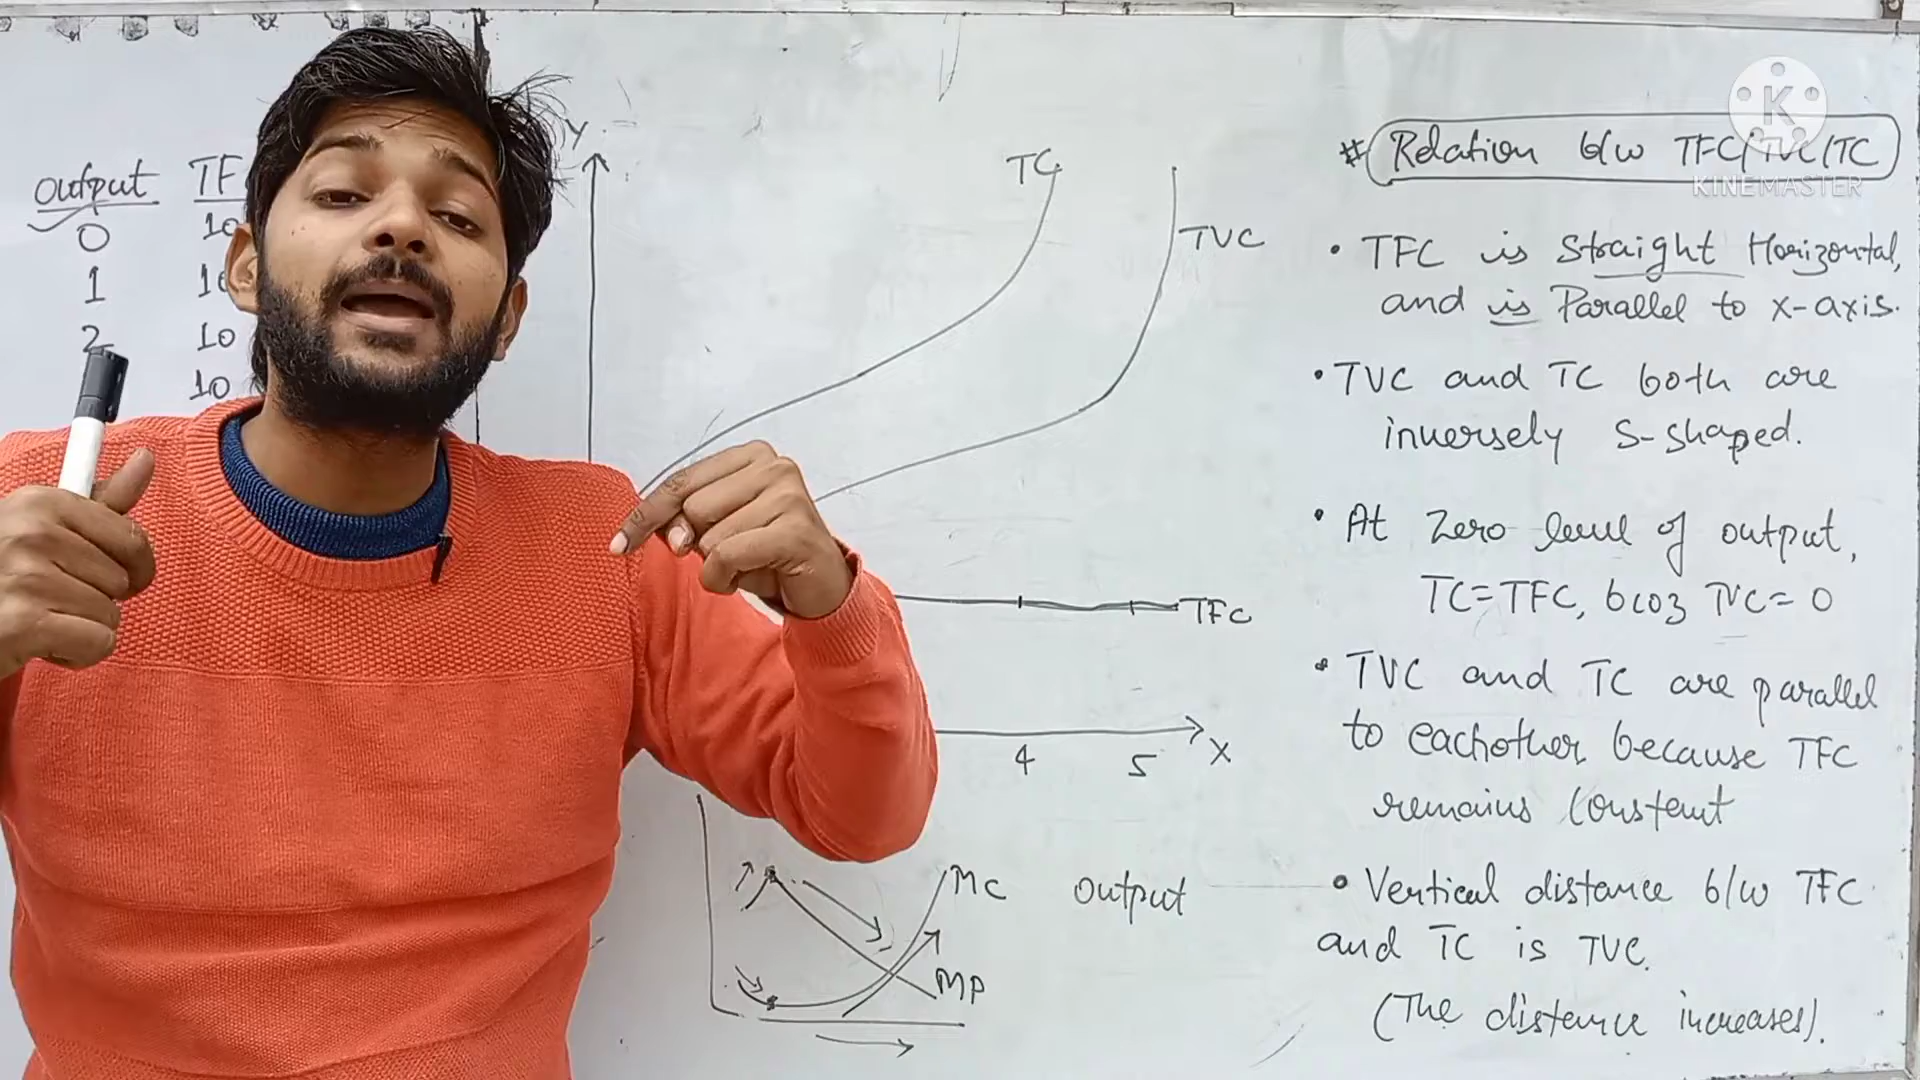 output TF
0 10
1 10
2 10
10
Y
TC
TVC
TFC
4 5 X
MC
MP
output
# Relation b/w TFC/TVC/TC
K
KINEMASTER
• TFC is Straight Horizontal,
and is Parallel to x-axis.
• TVC and TC both are
inversely S-shaped.
• At Zero level of output,
TC=TFC, bcoz TVC=0
• TVC and TC are parallel
to eachother because TFC
remains constant
• Vertical distance b/w TFC
and TC is TVC.
(The distance increases).